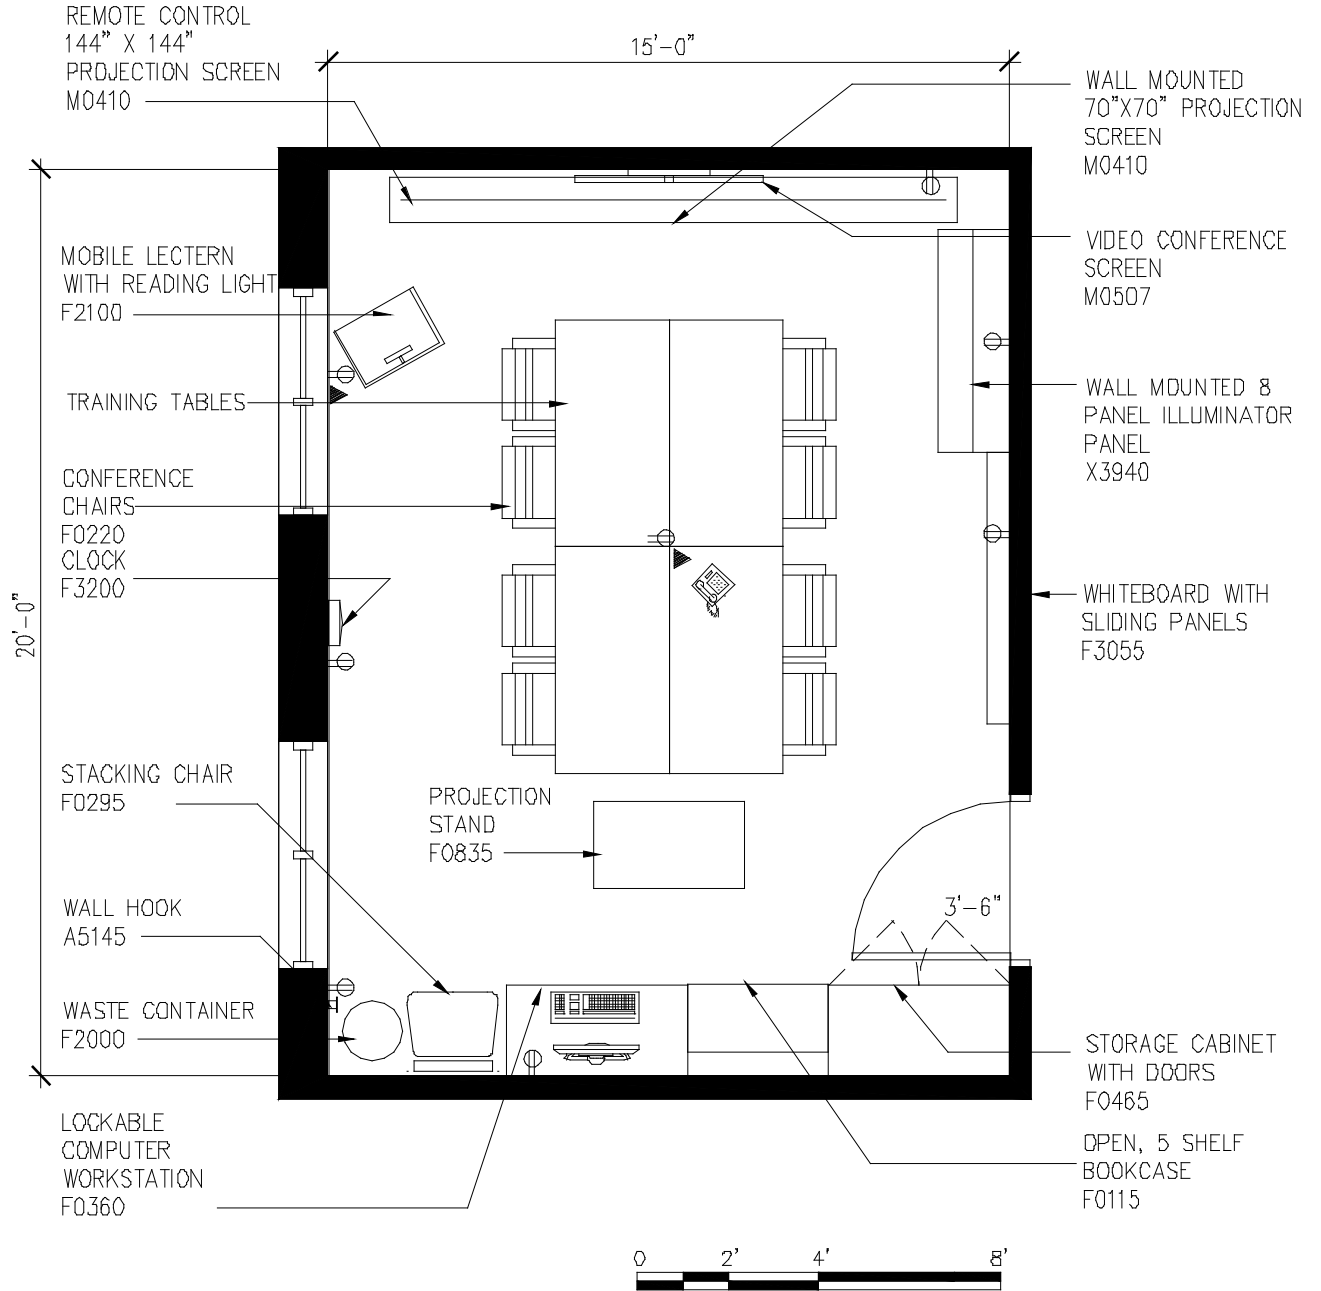 REMOTE CONTROL
144" X 144"
PROJECTION SCREEN
M0410
15'-0"
WALL MOUNTED
70"X70" PROJECTION
SCREEN
M0410
VIDEO CONFERENCE
SCREEN
M0507
MOBILE LECTERN
WITH READING LIGHT
F2100
TRAINING TABLES
WALL MOUNTED 8
PANEL ILLUMINATOR
PANEL
X3940
CONFERENCE
CHAIRS
F0220
CLOCK
F3200
20'-0"
WHITEBOARD WITH
SLIDING PANELS
F3055
STACKING CHAIR
F0295
PROJECTION
STAND
F0835
WALL HOOK
A5145
3'-6"
WASTE CONTAINER
F2000
STORAGE CABINET
WITH DOORS
F0465
LOCKABLE
COMPUTER
WORKSTATION
F0360
OPEN, 5 SHELF
BOOKCASE
F0115
0 2' 4' 8'